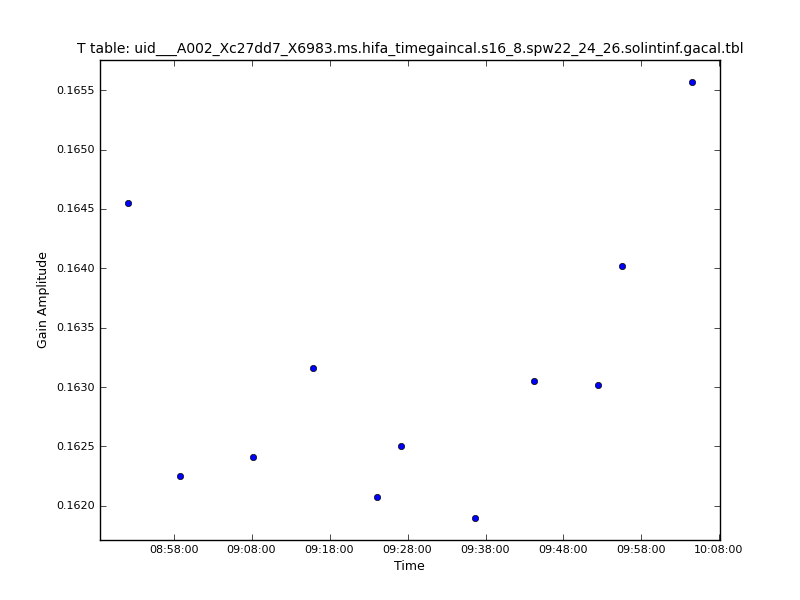 T table: uid___A002_Xc27dd7_X6983.ms.hifa_timegaincal.s16_8.spw22_24_26.solintinf.gacal.tbl
0.1655
0.1650
0.1645
0.1640
0.1635
0.1630
0.1625
0.1620
Gain Amplitude
08:58:00 09:08:00 09:18:00 09:28:00 09:38:00 09:48:00 09:58:00 10:08:00
Time